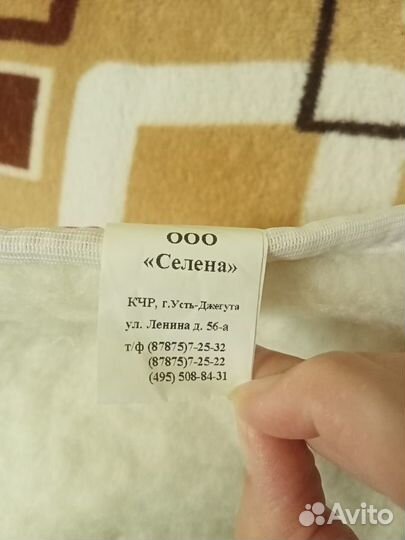 ООО
«Селена»
КЧР, г.Усть-Джегута
ул. Ленина д. 56-а
т/ф (87875)7-25-32
(87875)7-25-22
(495) 508-84-31
Avito